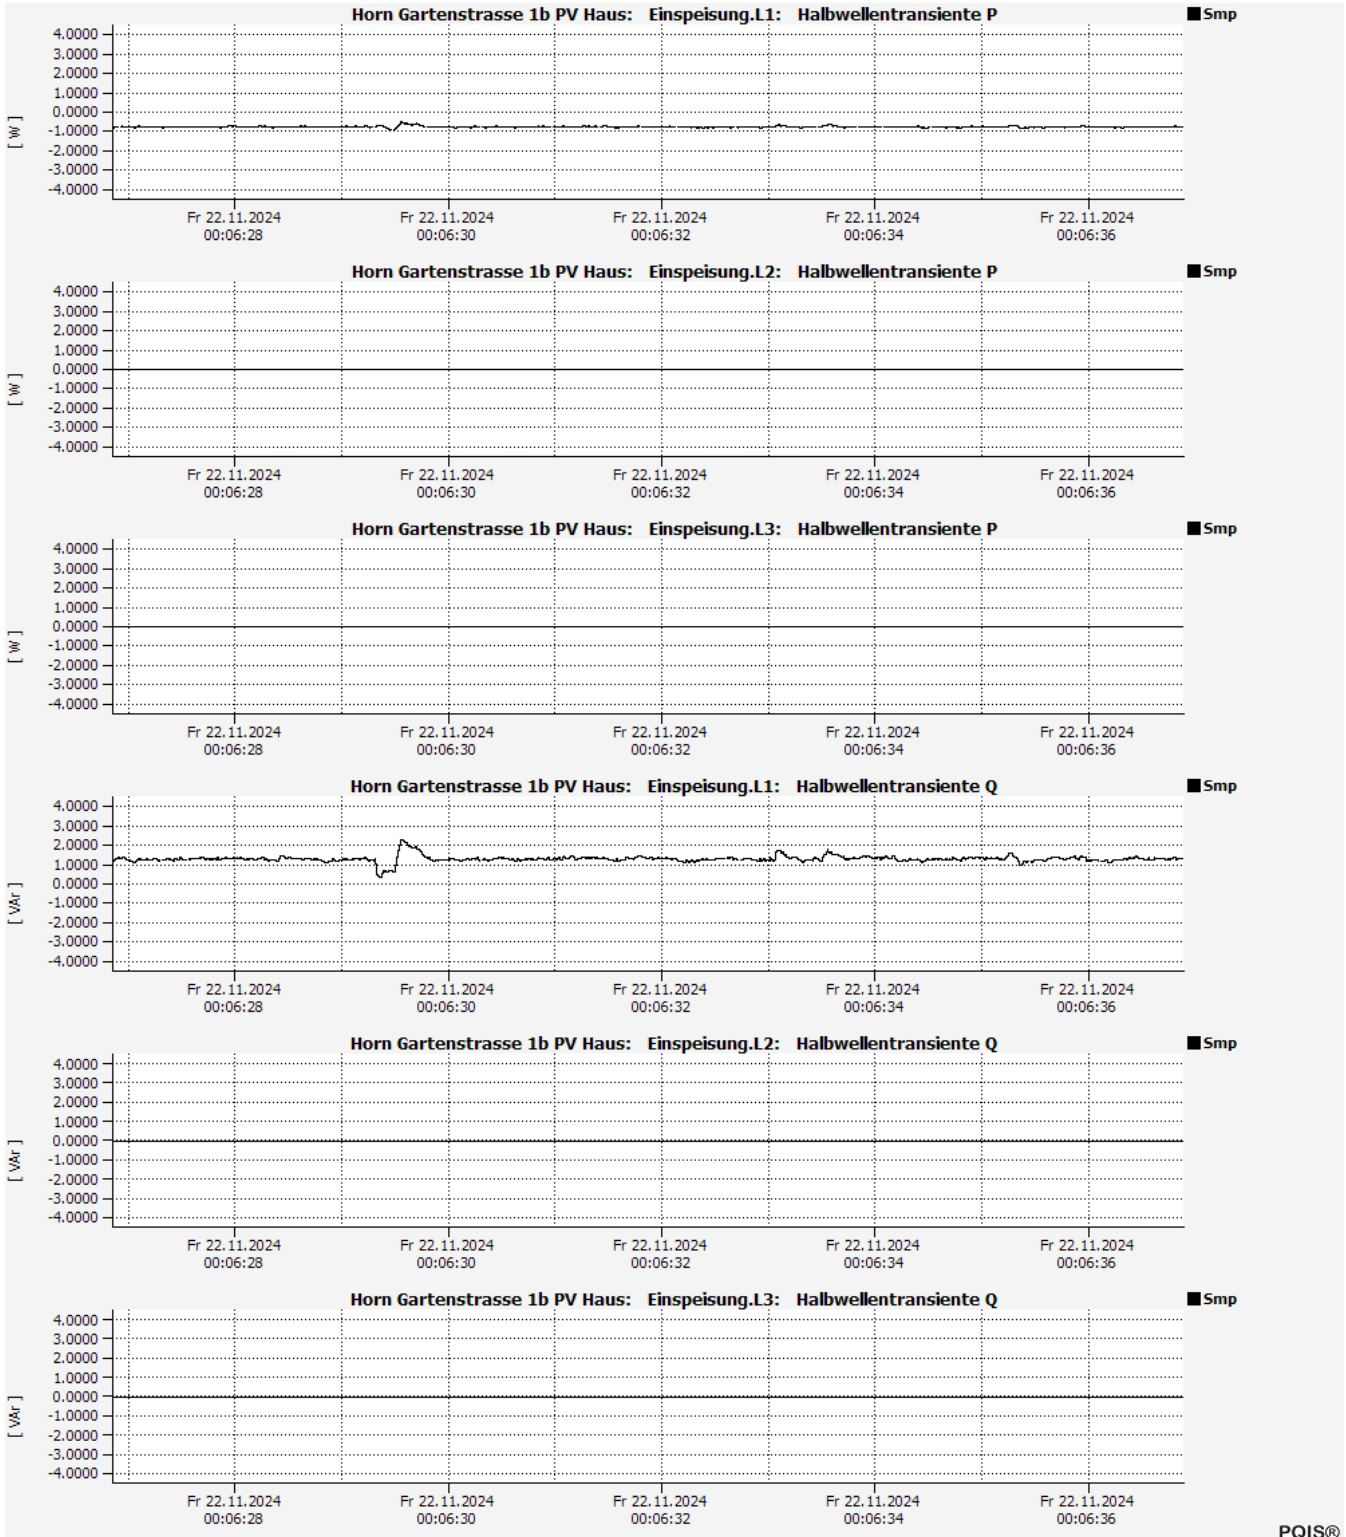 Horn Gartenstrasse 1b PV Haus: Einspeisung.L1: Halbwellentransiente P
Smp
4.0000
3.0000
2.0000
1.0000
0.0000
-1.0000
-2.0000
-3.0000
-4.0000
[ W ]
Fr 22.11.2024 Fr 22.11.2024 Fr 22.11.2024 Fr 22.11.2024 Fr 22.11.2024
00:06:28 00:06:30 00:06:32 00:06:34 00:06:36
Horn Gartenstrasse 1b PV Haus: Einspeisung.L2: Halbwellentransiente P
Smp
4.0000
3.0000
2.0000
1.0000
0.0000
-1.0000
-2.0000
-3.0000
-4.0000
[ W ]
Fr 22.11.2024 Fr 22.11.2024 Fr 22.11.2024 Fr 22.11.2024 Fr 22.11.2024
00:06:28 00:06:30 00:06:32 00:06:34 00:06:36
Horn Gartenstrasse 1b PV Haus: Einspeisung.L3: Halbwellentransiente P
Smp
4.0000
3.0000
2.0000
1.0000
0.0000
-1.0000
-2.0000
-3.0000
-4.0000
[ W ]
Fr 22.11.2024 Fr 22.11.2024 Fr 22.11.2024 Fr 22.11.2024 Fr 22.11.2024
00:06:28 00:06:30 00:06:32 00:06:34 00:06:36
Horn Gartenstrasse 1b PV Haus: Einspeisung.L1: Halbwellentransiente Q
Smp
4.0000
3.0000
2.0000
1.0000
0.0000
-1.0000
-2.0000
-3.0000
-4.0000
[ VAr ]
Fr 22.11.2024 Fr 22.11.2024 Fr 22.11.2024 Fr 22.11.2024 Fr 22.11.2024
00:06:28 00:06:30 00:06:32 00:06:34 00:06:36
Horn Gartenstrasse 1b PV Haus: Einspeisung.L2: Halbwellentransiente Q
Smp
4.0000
3.0000
2.0000
1.0000
0.0000
-1.0000
-2.0000
-3.0000
-4.0000
[ VAr ]
Fr 22.11.2024 Fr 22.11.2024 Fr 22.11.2024 Fr 22.11.2024 Fr 22.11.2024
00:06:28 00:06:30 00:06:32 00:06:34 00:06:36
Horn Gartenstrasse 1b PV Haus: Einspeisung.L3: Halbwellentransiente Q
Smp
4.0000
3.0000
2.0000
1.0000
0.0000
-1.0000
-2.0000
-3.0000
-4.0000
[ VAr ]
Fr 22.11.2024 Fr 22.11.2024 Fr 22.11.2024 Fr 22.11.2024 Fr 22.11.2024
00:06:28 00:06:30 00:06:32 00:06:34 00:06:36
PQIS®